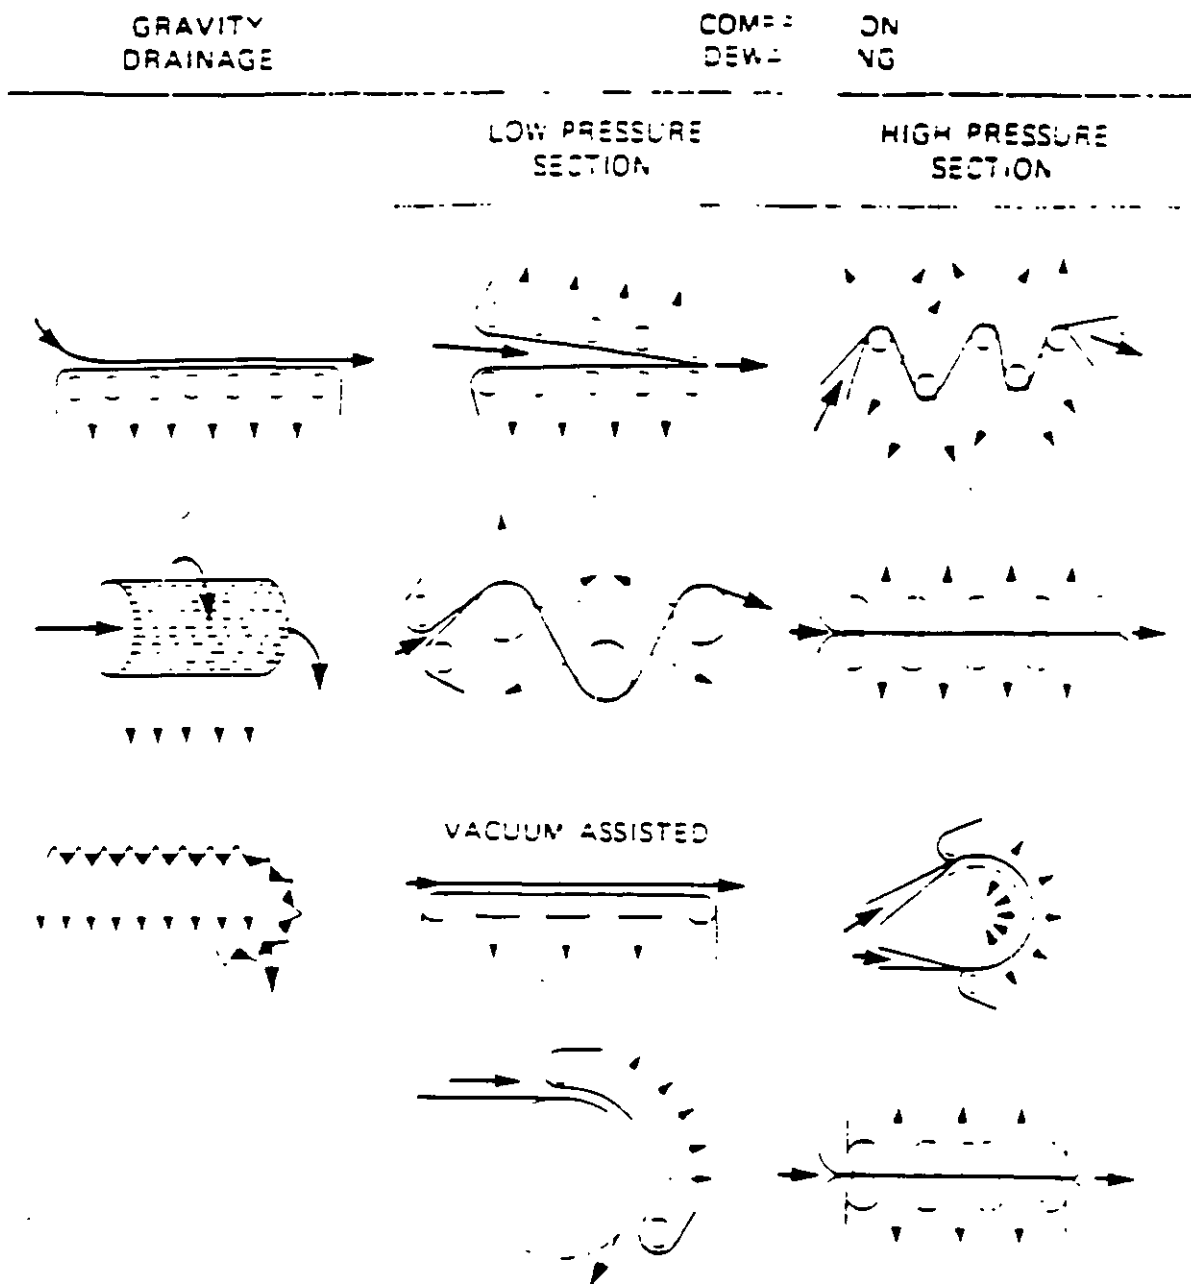 GRAVITY
DRAINAGE
LOW PRESSURE
SECTION
HIGH PRESSURE
SECTION
VACUUM ASSISTED